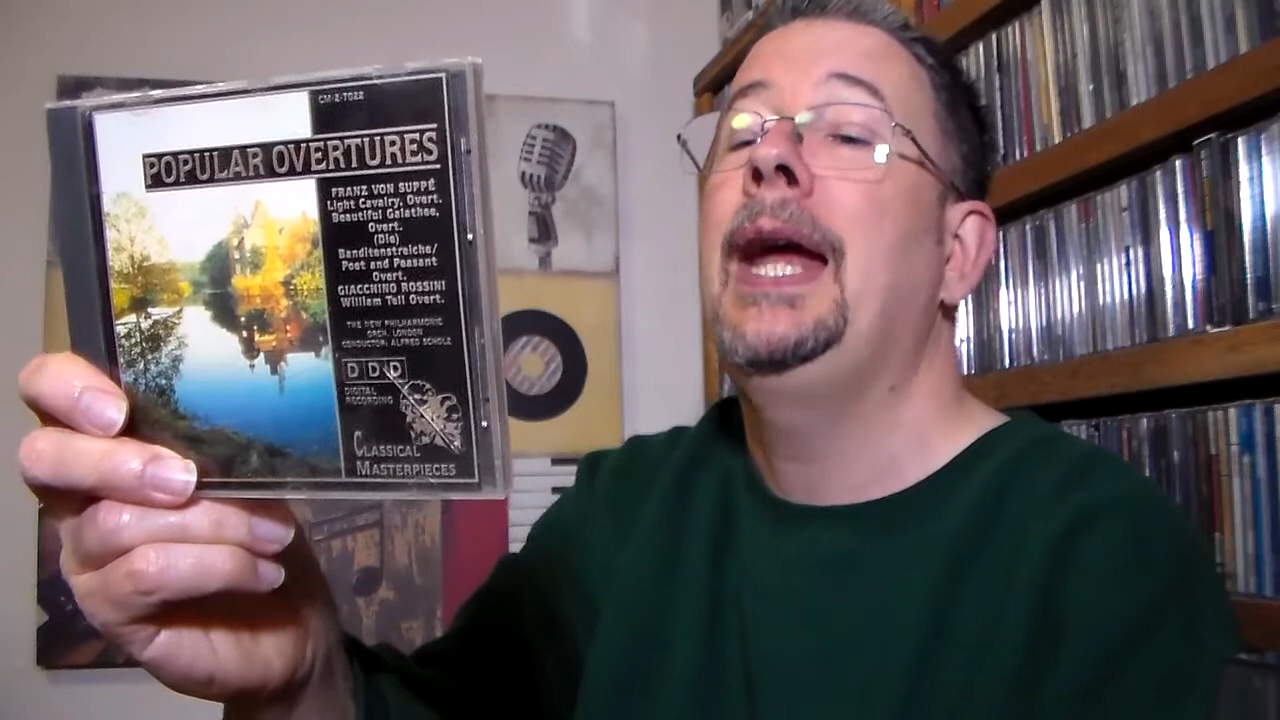 CM-2-7022
POPULAR OVERTURES
FRANZ VON SUPPÉ
Light Cavalry, Overt.
Beautiful Galathee,
Overt.
(Die)
Banditenstreiche/
Poet and Peasant
Overt.
GIACCHINO ROSSINI
William Tell Overt.
THE NEW PHILHARMONIC
ORCH. LONDON
CONDUCTOR: ALFRED SCHOLZ
DDD
DIGITAL
RECORDING
CLASSICAL
MASTERPIECES